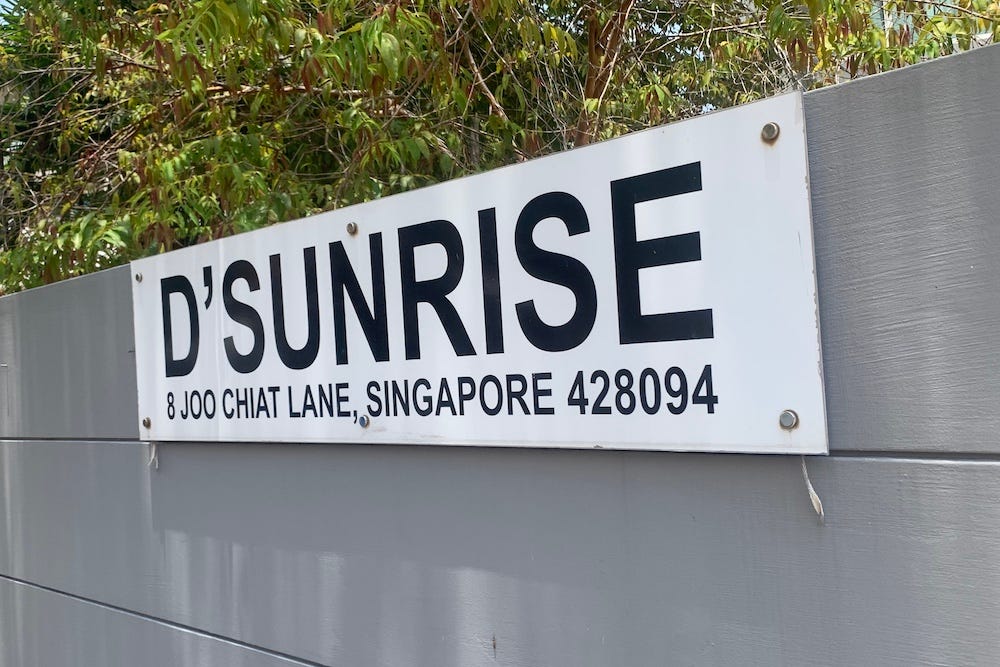 D'SUNRISE
8 JOO CHIAT LANE, SINGAPORE 428094